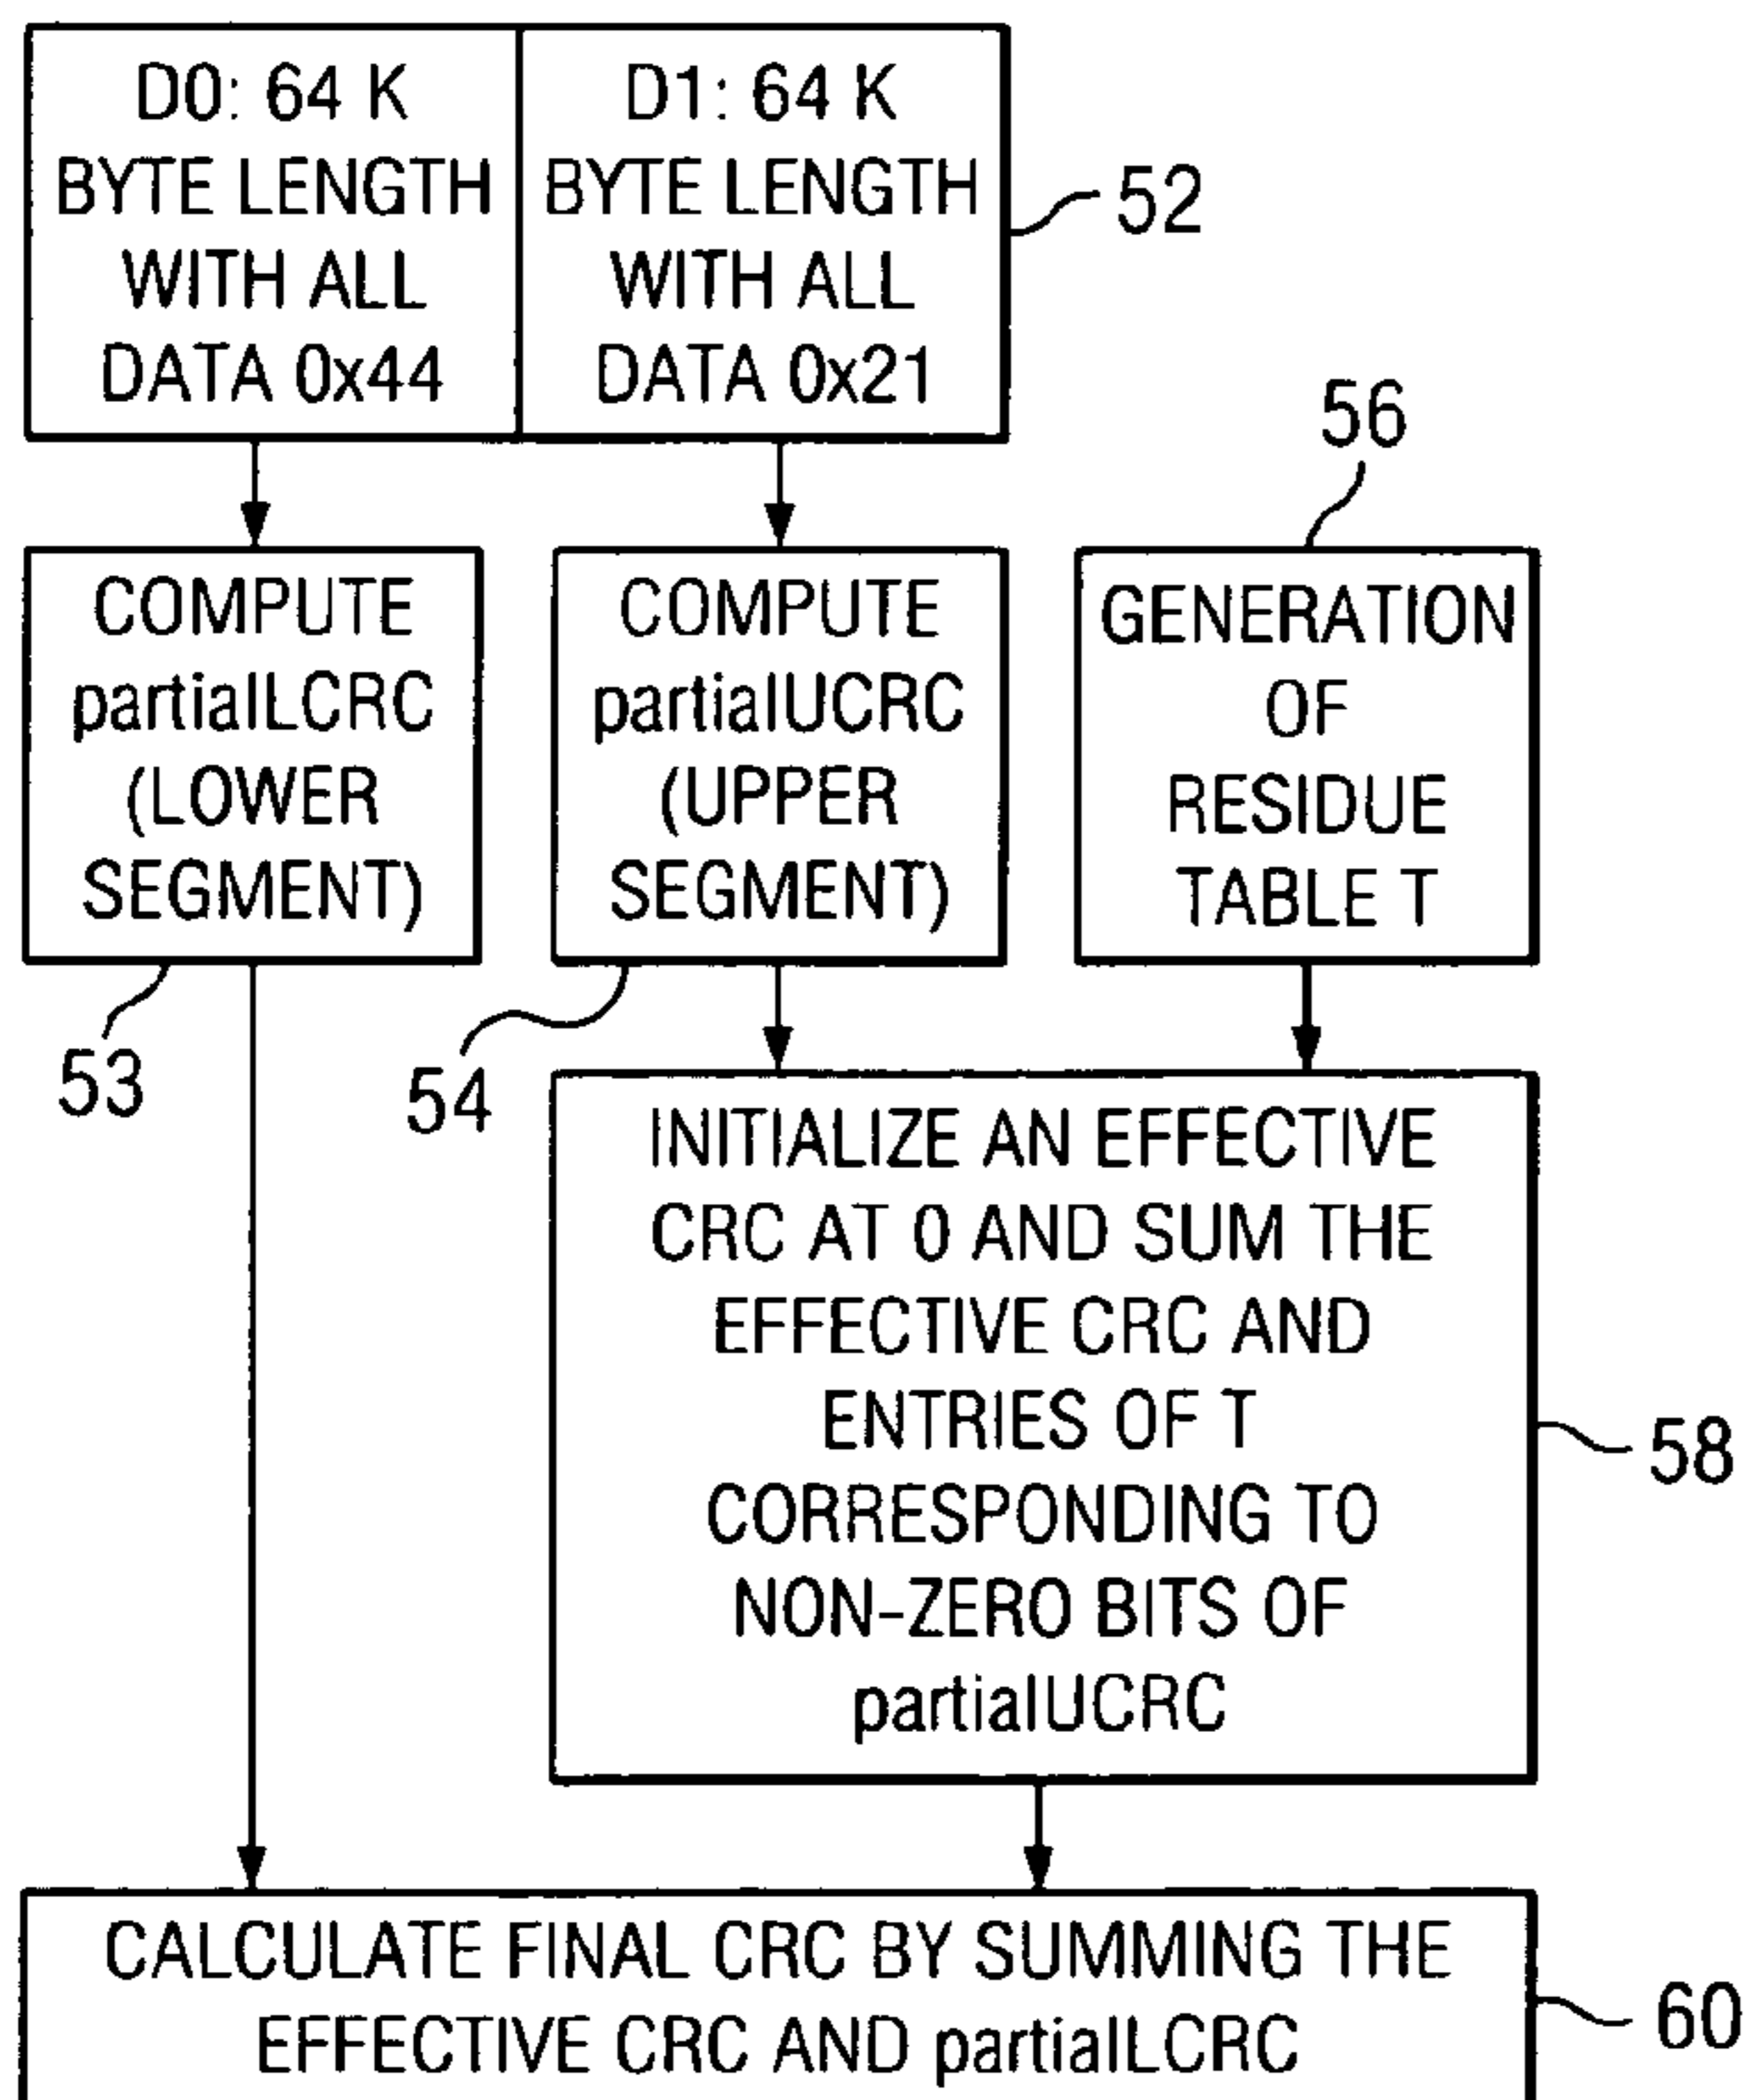 D0: 64 K
BYTE LENGTH
WITH ALL
DATA 0x44
D1: 64 K
BYTE LENGTH
WITH ALL
DATA 0x21
52
56
COMPUTE
partialLCRC
(LOWER
SEGMENT)
COMPUTE
partialUCRC
(UPPER
SEGMENT)
GENERATION
OF
RESIDUE
TABLE T
53
54
INITIALIZE AN EFFECTIVE
CRC AT 0 AND SUM THE
EFFECTIVE CRC AND
ENTRIES OF T
CORRESPONDING TO
NON-ZERO BITS OF
partialUCRC
58
CALCULATE FINAL CRC BY SUMMING THE
EFFECTIVE CRC AND partialLCRC
60